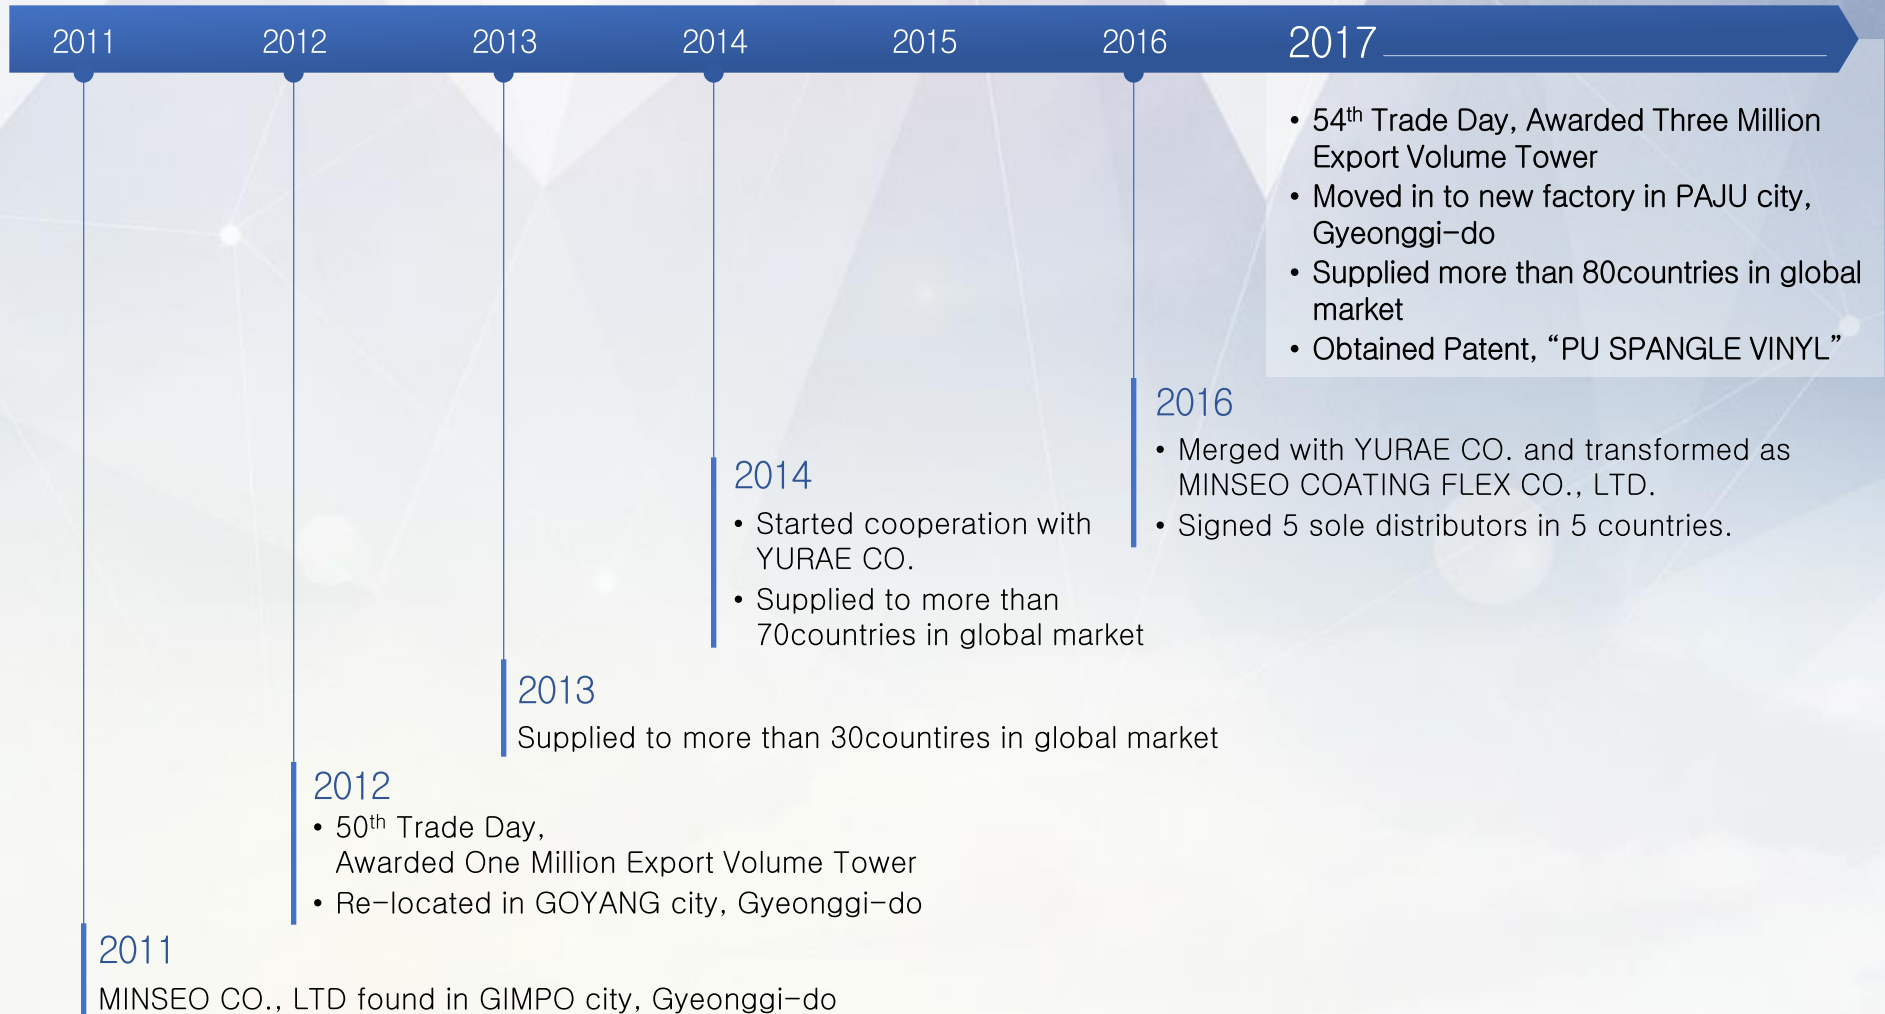 2011 2012 2013 2014 2015 2016 2017
• 54th Trade Day, Awarded Three Million
Export Volume Tower
• Moved in to new factory in PAJU city,
Gyeonggi-do
• Supplied more than 80countries in global
market
• Obtained Patent, “PU SPANGLE VINYL”
2016
• Merged with YURAE CO. and transformed as
MINSEO COATING FLEX CO., LTD.
• Signed 5 sole distributors in 5 countries.
2014
• Started cooperation with
YURAE CO.
• Supplied to more than
70countries in global market
2013
Supplied to more than 30countires in global market
2012
• 50th Trade Day,
Awarded One Million Export Volume Tower
• Re-located in GOYANG city, Gyeonggi-do
2011
MINSEO CO., LTD found in GIMPO city, Gyeonggi-do